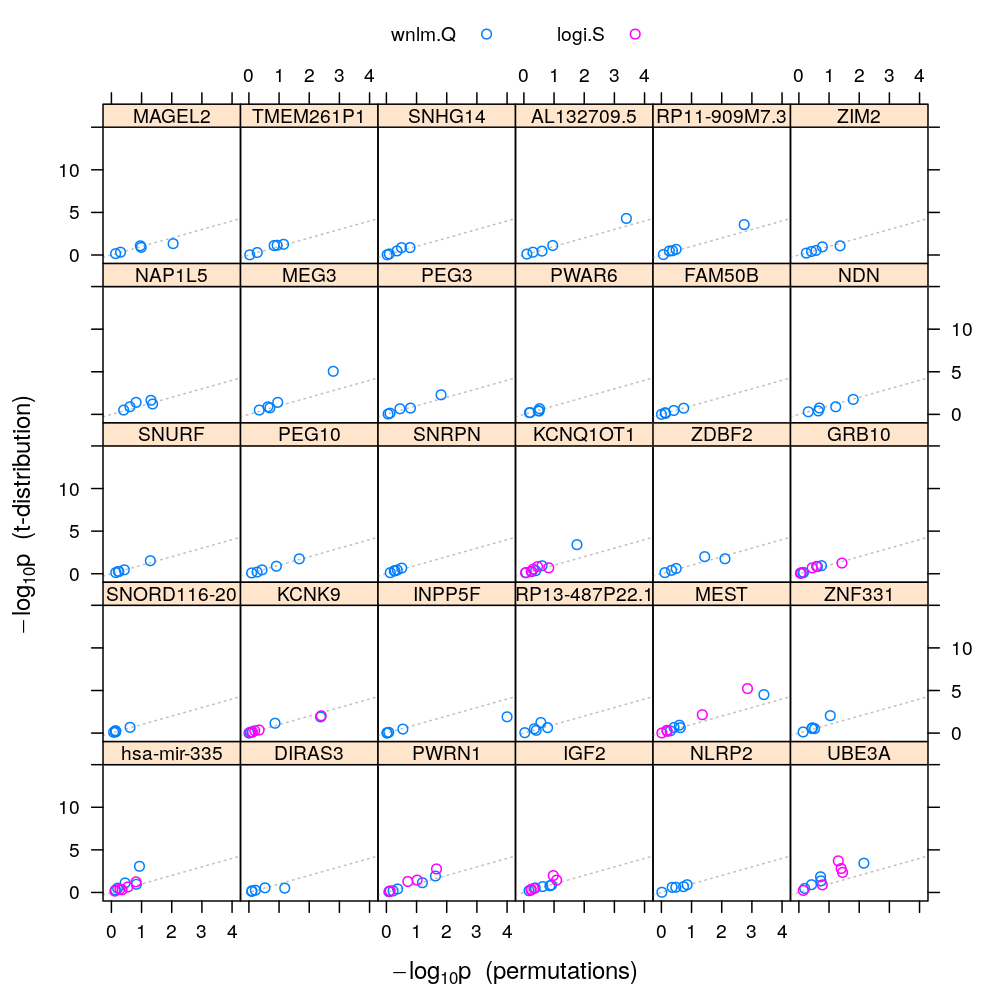 wnlm.Q logi.S
0 1 2 3 4 0 1 2 3 4 0 1 2 3 4
MAGEL2 TMEM261P1 SNHG14 AL132709.5 RP11-909M7.3 ZIM2
10
5
0
NAP1L5 MEG3 PEG3 PWAR6 FAM50B NDN
10
5
0
SNURF PEG10 SNRPN KCNQ1OT1 ZDBF2 GRB10
10
5
0
SNORD116-20 KCNK9 INPP5F RP13-487P22.1 MEST ZNF331
10
5
0
hsa-mir-335 DIRAS3 PWRN1 IGF2 NLRP2 UBE3A
10
5
0
0 1 2 3 4 0 1 2 3 4 0 1 2 3 4
−log10p (permutations)
−log10p (t-distribution)